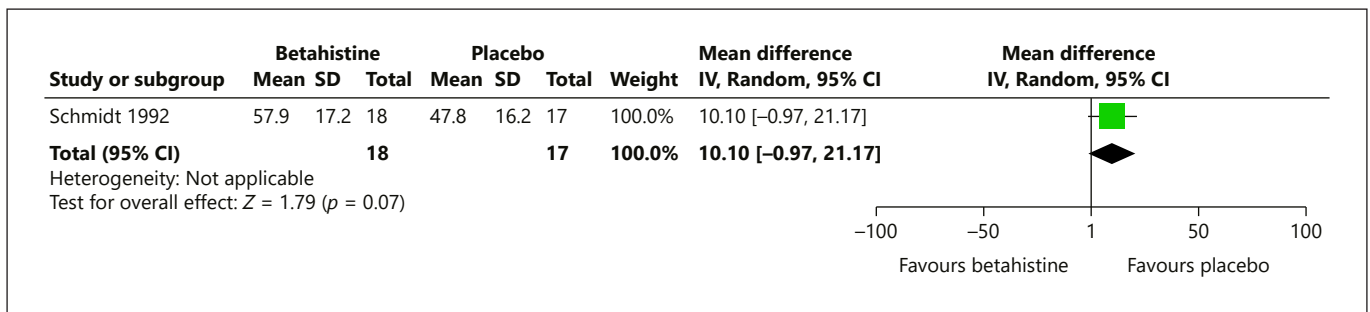 Betahistine Placebo Mean difference Mean difference
Study or subgroup Mean SD Total Mean SD Total Weight IV, Random, 95% CI IV, Random, 95% CI
Schmidt 1992 57.9 17.2 18 47.8 16.2 17 100.0% 10.10 [–0.97, 21.17]
Total (95% CI) 18 17 100.0% 10.10 [–0.97, 21.17]
Heterogeneity: Not applicable
Test for overall effect: Z = 1.79 (p = 0.07)
–100 –50 1 50 100
Favours betahistine Favours placebo